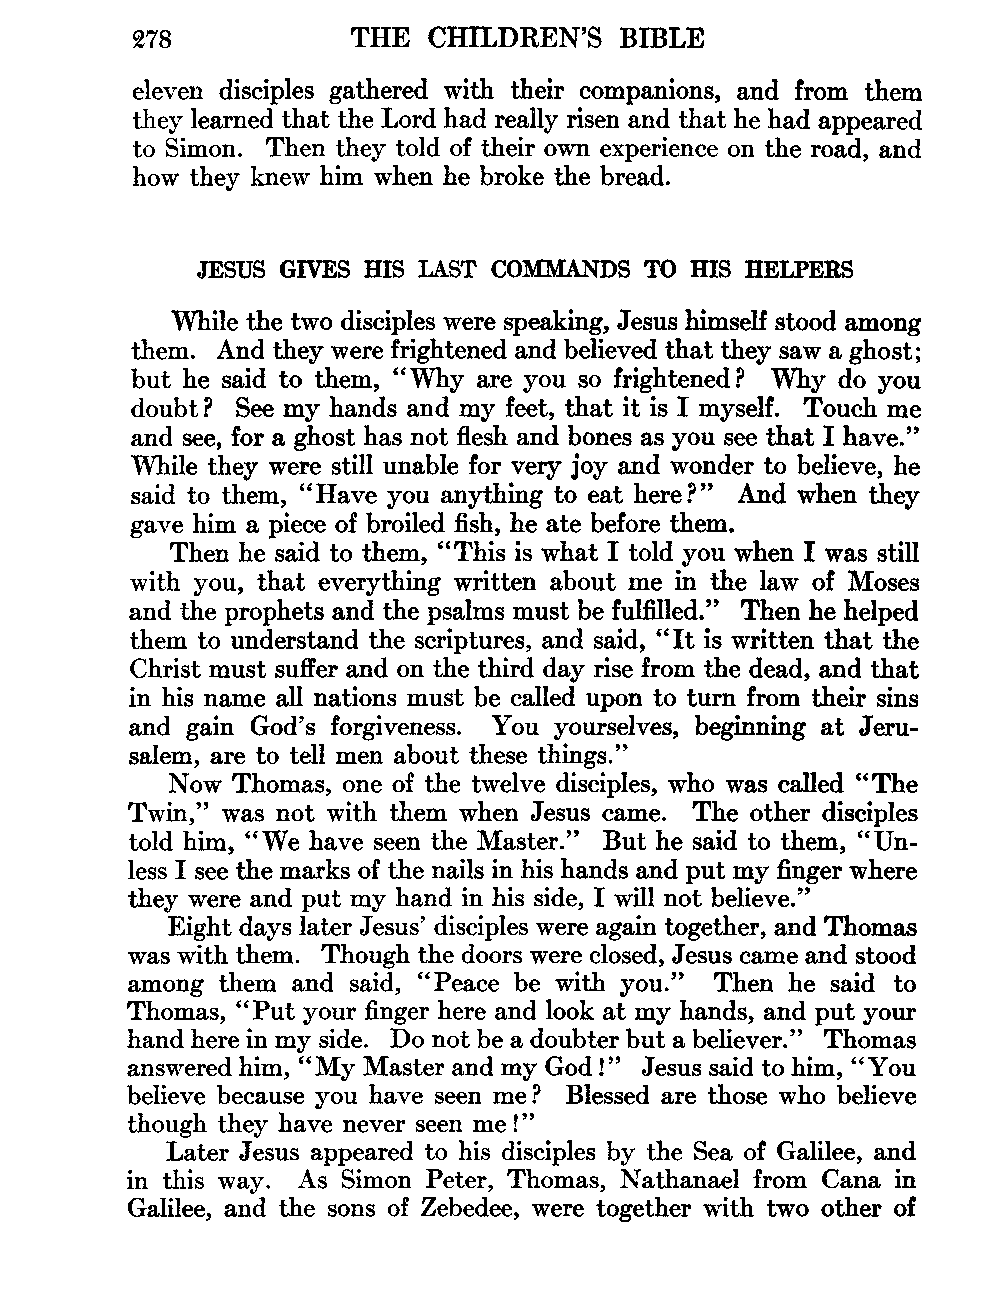 278 THE CHILDREN'S BIBLE
eleven disciples gathered with their companions, and from them
they learned that the Lord had really risen and that he had appeared
to Simon. Then they told of their own experience on the road, and
how they knew him when he broke the bread.
JESUS GIVES HIS LAST COMMANDS TO HIS HELPERS
While the two disciples were speaking, Jesus himself stood among
them. And they were frightened and believed that they saw a ghost;
but he said to them, "Why are you so frightened? Why do you
doubt? See my hands and my feet, that it is I myself. Touch me
and see, for a ghost has not flesh and bones as you see that I have."
While they were still unable for very joy and wonder to believe, he
said to them, "Have you anything to eat here?" And when they
gave him a piece of broiled fish, he ate before them.
Then he said to them, "This is what I told you when I was still
with you, that everything written about me in the law of Moses
and the prophets and the psalms must be fulfilled." Then he helped
them to understand the scriptures, and said, "It is written that the
Christ must suffer and on the third day rise from the dead, and that
in his name all nations must be called upon to turn from their sins
and gain God's forgiveness. You yourselves, beginning at Jeru-
salem, are to tell men about these things."
Now Thomas, one of the twelve disciples, who was called "The
Twin," was not with them when Jesus came. The other disciples
told him, "We have seen the Master." But he said to them, "Un-
less I see the marks of the nails in his hands and put my finger where
they were and put my hand in his side, I will not believe."
Eight days later Jesus' disciples were again together, and Thomas
was with them. Though the doors were closed, Jesus came and stood
among them and said, "Peace be with you." Then he said to
Thomas, "Put your finger here and look at my hands, and put your
hand here in my side. Do not be a doubter but a believer." Thomas
answered him, "My Master and my God!" Jesus said to him, "You
believe because you have seen me? Blessed are those who believe
though they have never seen me!"
Later Jesus appeared to his disciples by the Sea of Galilee, and
in this way. As Simon Peter, Thomas, Nathanael from Cana in
Galilee, and the sons of Zebedee, were together with two other of